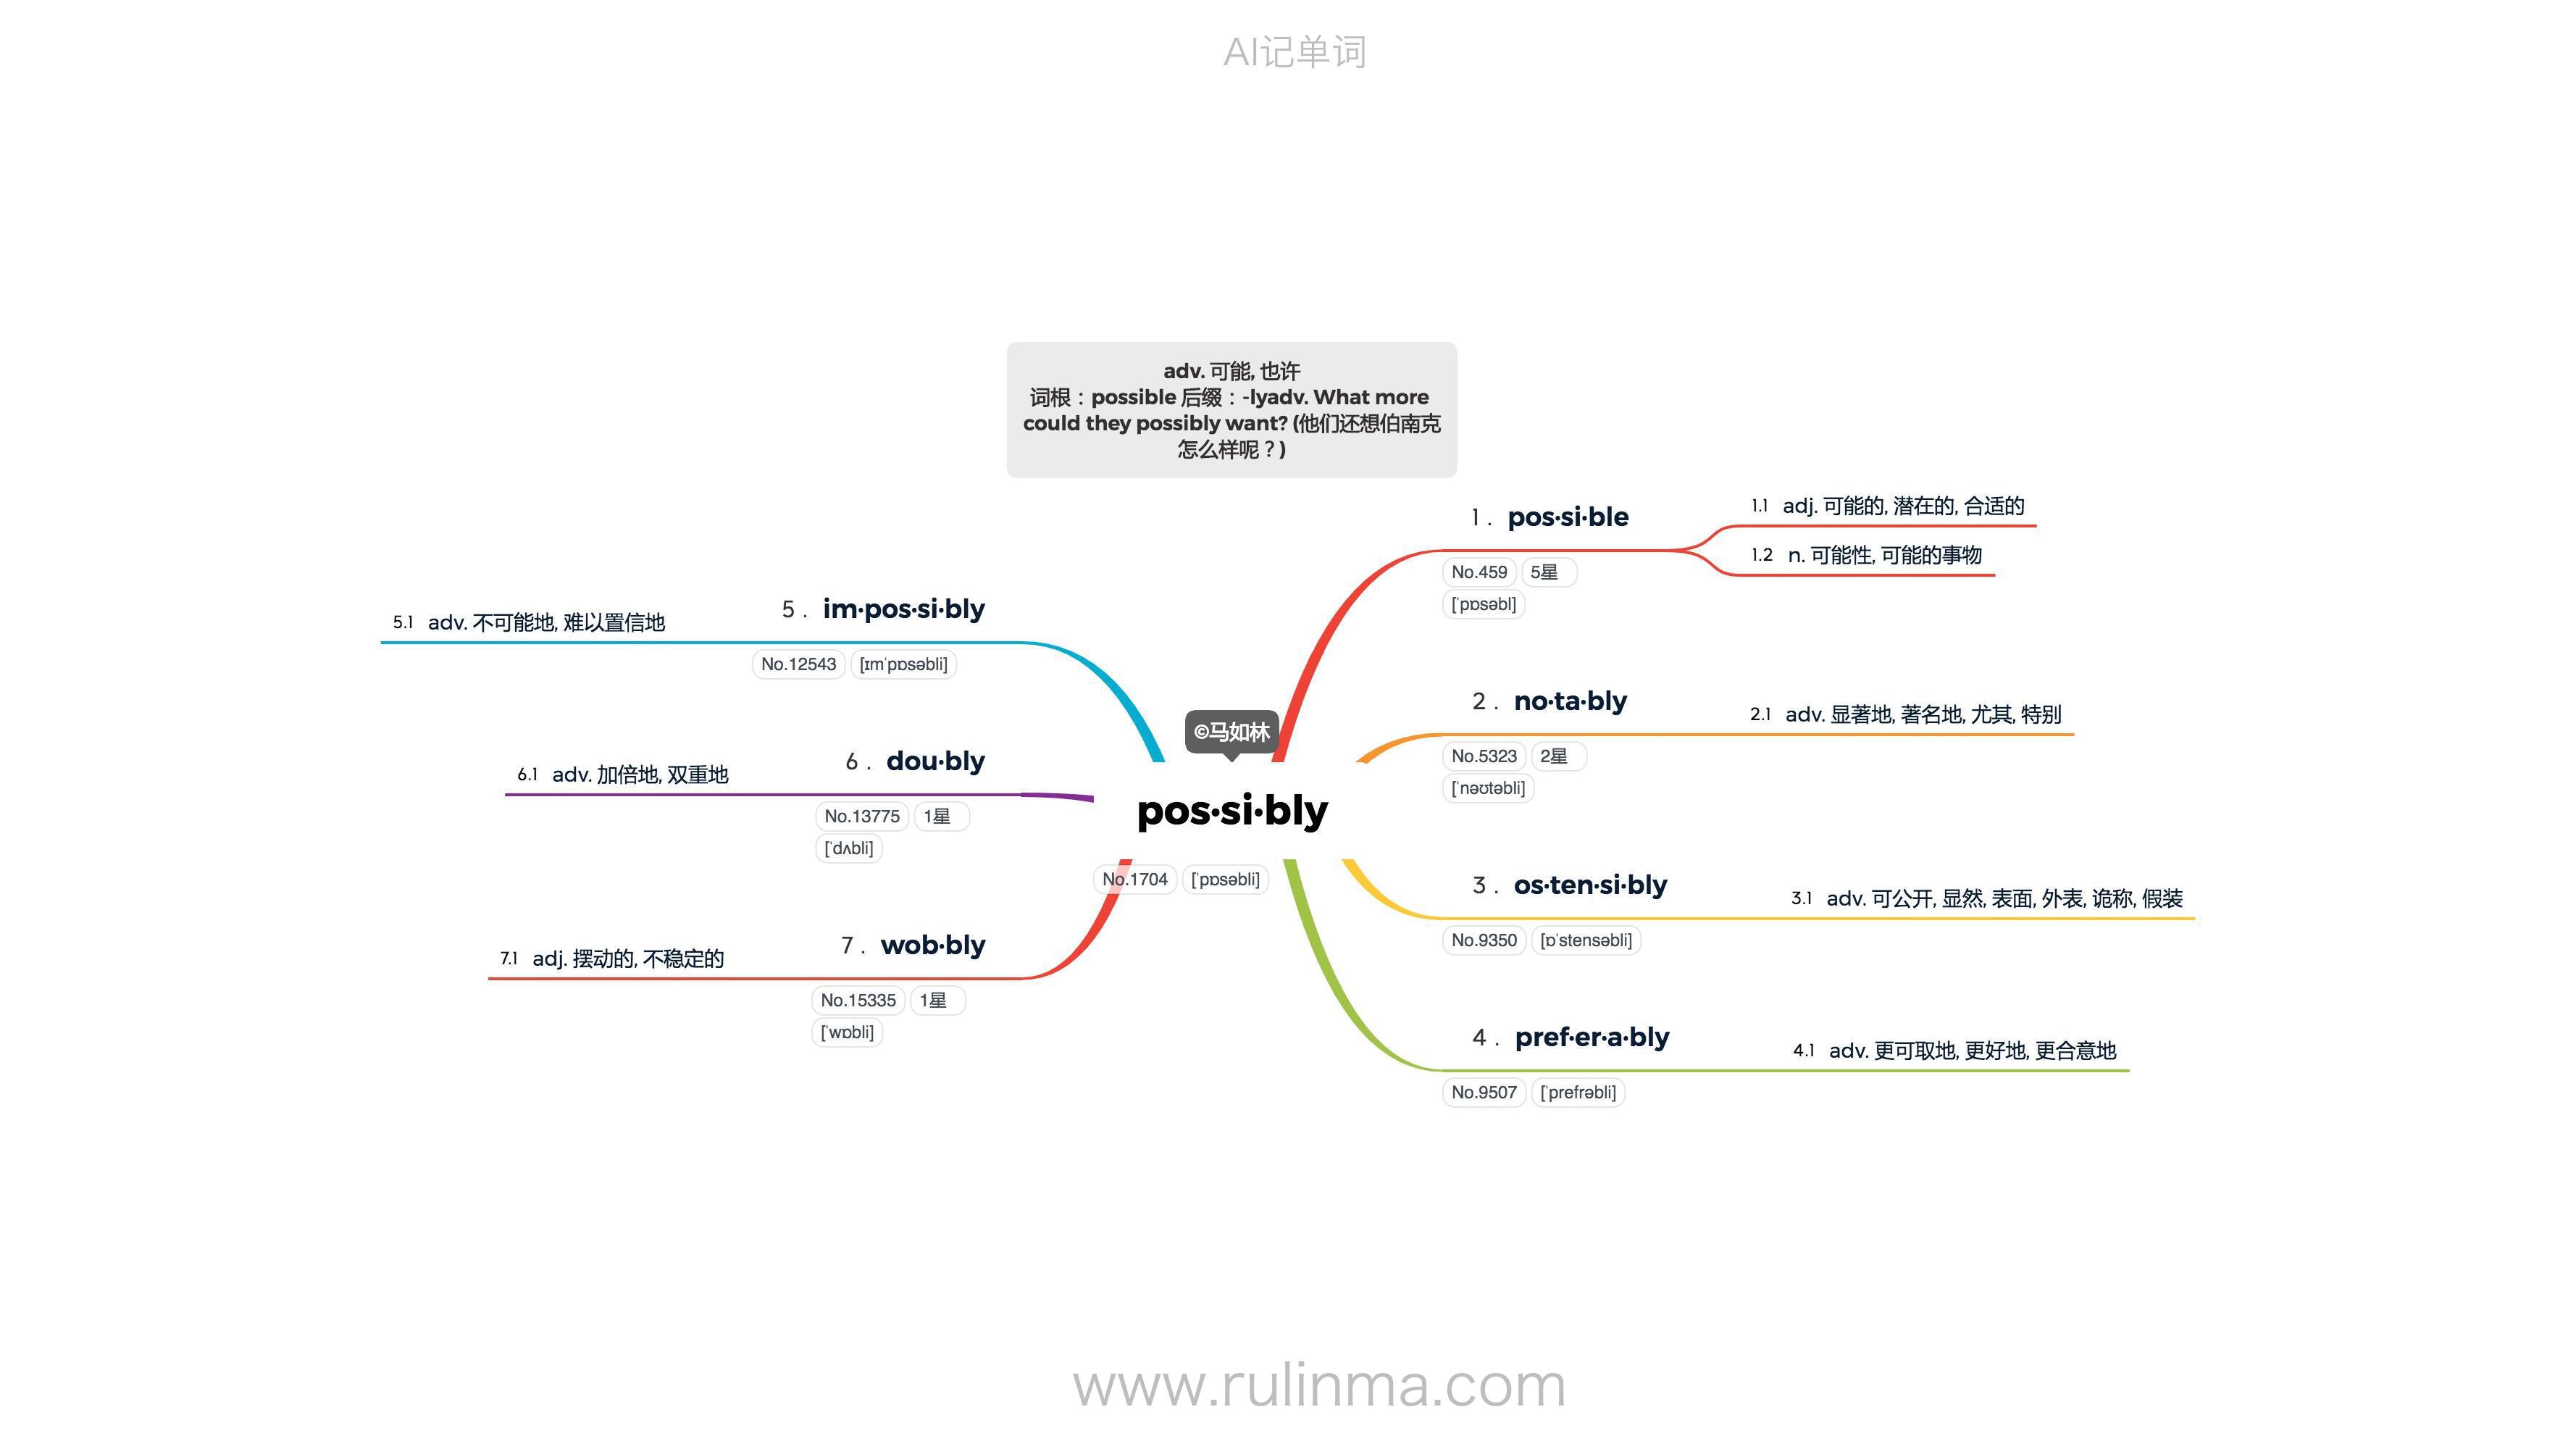 AI记单词
adv. 可能, 也许
词根：possible 后缀：-lyadv. What more
could they possibly want? (他们还想伯南克
怎么样呢？)
©马如林
pos·si·bly
No.1704 [ˈpɒsəbli]
1. pos·si·ble
No.459 5星
[ˈpɒsəbl]
1.1 adj. 可能的, 潜在的, 合适的
1.2 n. 可能性, 可能的事物
2. no·ta·bly
No.5323 2星
[ˈnəʊtəbli]
2.1 adv. 显著地, 著名地, 尤其, 特别
3. os·ten·si·bly
No.9350 [ɒˈstensəbli]
3.1 adv. 可公开, 显然, 表面, 外表, 诡称, 假装
4. pref·er·a·bly
No.9507 [ˈprefrəbli]
4.1 adv. 更可取地, 更好地, 更合意地
5. im·pos·si·bly
No.12543 [ɪmˈpɒsəbli]
5.1 adv. 不可能地, 难以置信地
6. dou·bly
No.13775 1星
[ˈdʌbli]
6.1 adv. 加倍地, 双重地
7. wob·bly
No.15335 1星
[ˈwɒbli]
7.1 adj. 摆动的, 不稳定的
www.rulinma.com